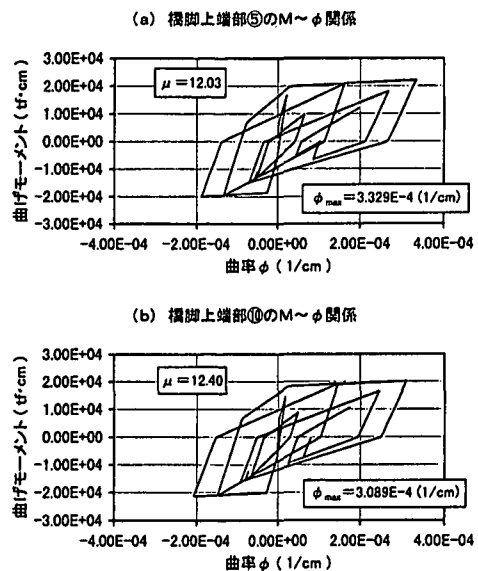 (a) 橋脚上端部⑤のM～φ関係
3.00E+04
2.00E+04
1.00E+04
0.00E+00
-1.00E+04
-2.00E+04
-3.00E+04
曲げモーメント(tf･cm)
μ=12.03
φmax=3.329E-4 (1/cm)
-4.00E-04 -2.00E-04 0.00E+00 2.00E-04 4.00E-04
曲率φ (1/cm)
(b) 橋脚上端部⑩のM～φ関係
3.00E+04
2.00E+04
1.00E+04
0.00E+00
-1.00E+04
-2.00E+04
-3.00E+04
曲げモーメント(tf･cm)
μ=12.40
φmax=3.089E-4 (1/cm)
-4.00E-04 -2.00E-04 0.00E+00 2.00E-04 4.00E-04
曲率φ (1/cm)